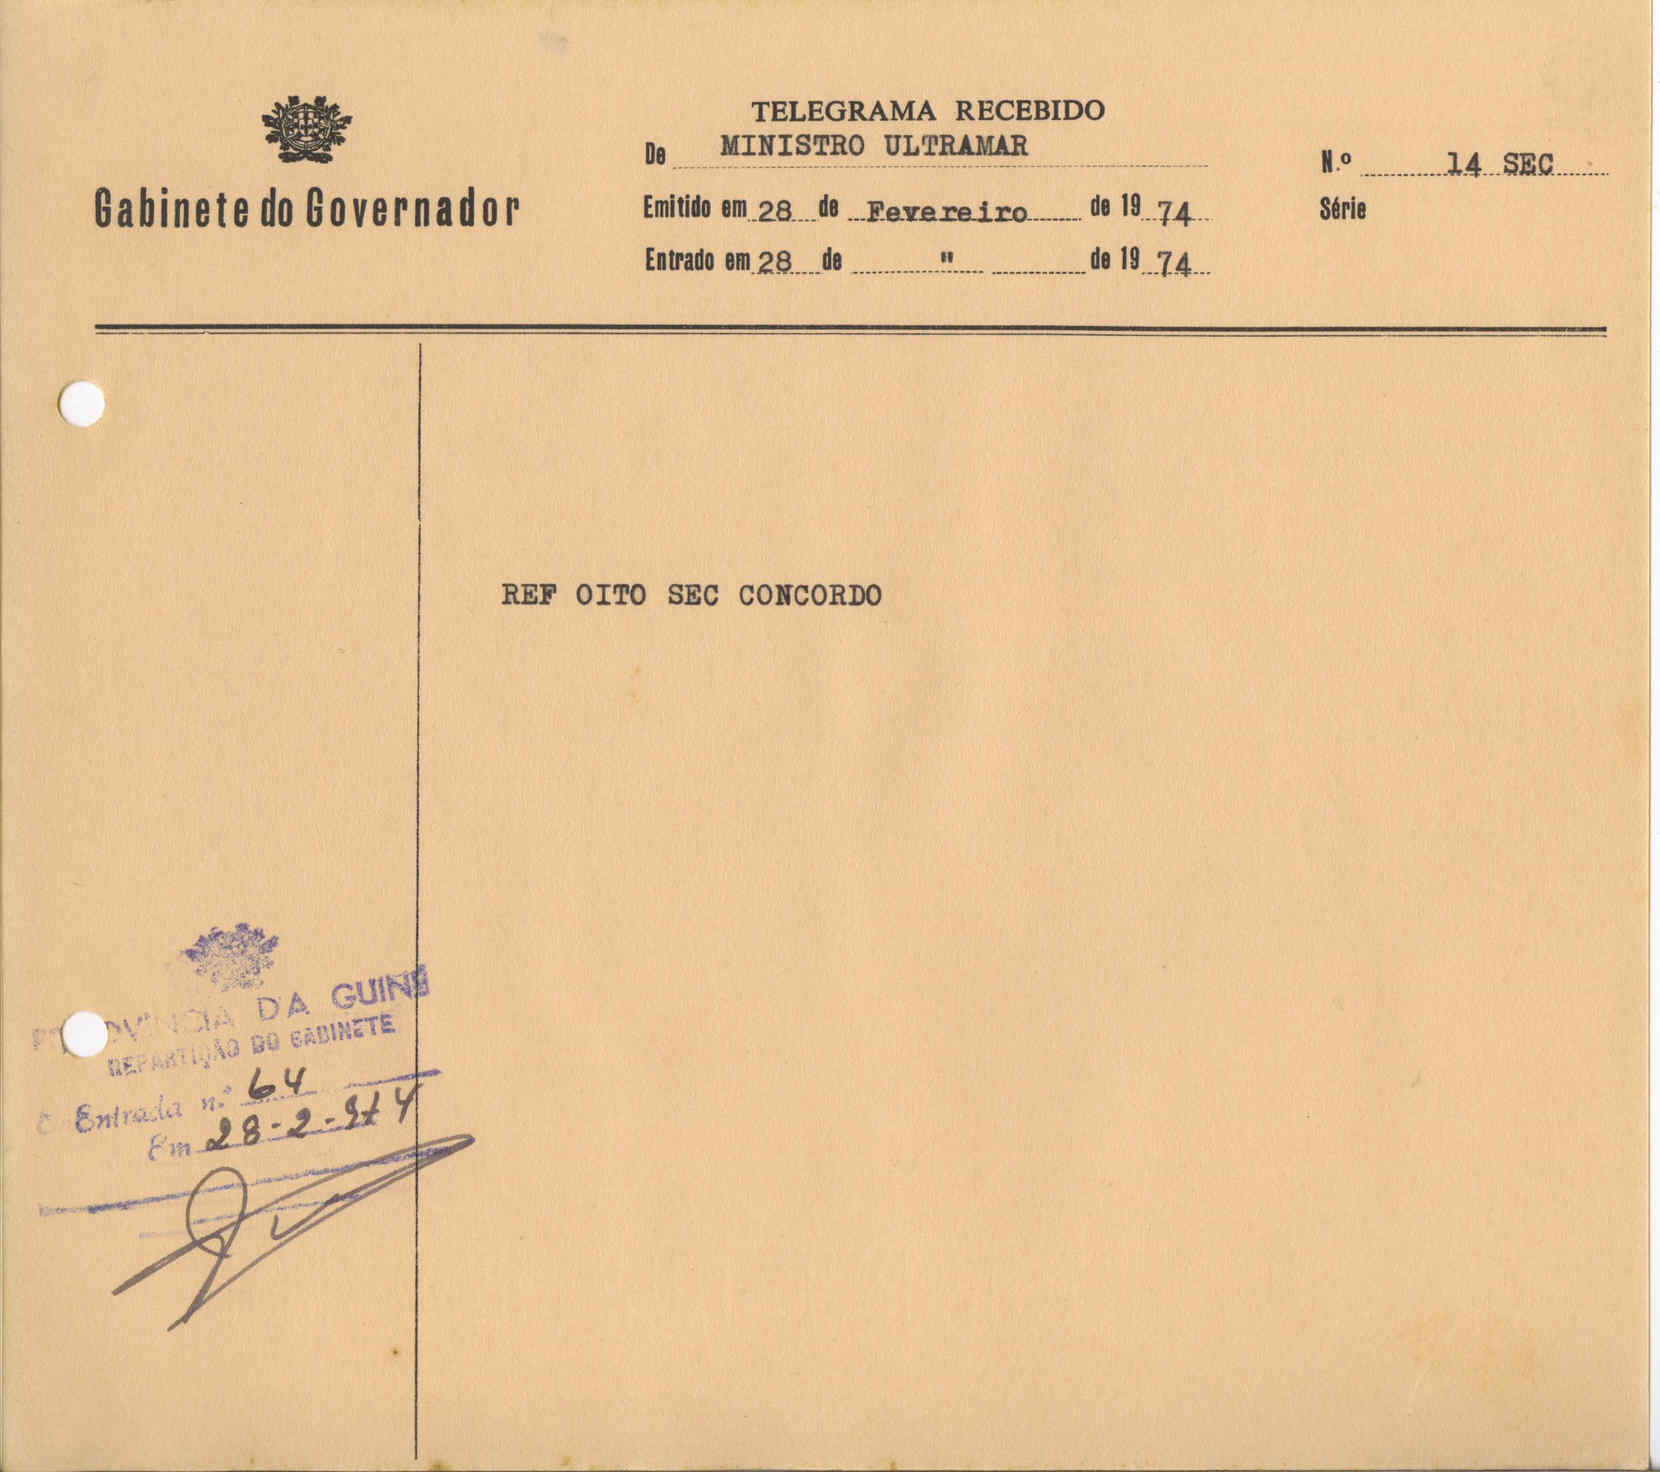 TELEGRAMA RECEBIDO
De MINISTRO ULTRAMAR
N.º 14 SEC
Gabinete do Governador
Emitido em 28 de Fevereiro de 19 74
Série
Entrado em 28 de " de 19 74
REF OITO SEC CONCORDO
PROVÍNCIA DA GUINÉ
REPARTIÇÃO DO GABINETE
Entrada n.º 64
Em 28-2-974